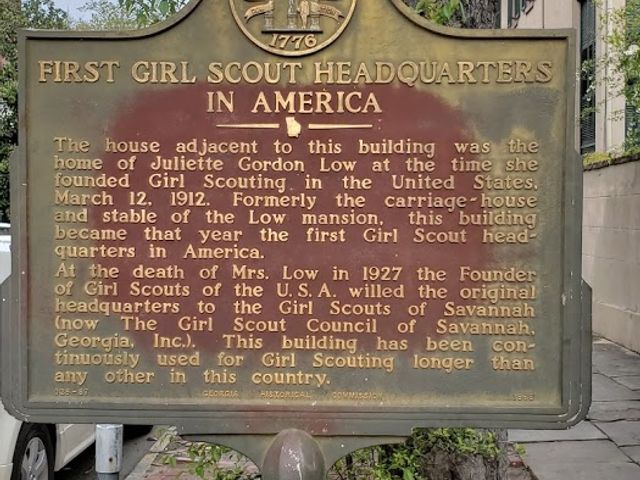 1776
FIRST GIRL SCOUT HEADQUARTERS
IN AMERICA
The house adjacent to this building was the
home of Juliette Gordon Low at the time she
founded Girl Scouting in the United States,
March 12, 1912. Formerly the carriage-house
and stable of the Low mansion, this building
became that year the first Girl Scout head-
quarters in America.
At the death of Mrs. Low in 1927 the Founder
of Girl Scouts of the U.S.A. willed the original
headquarters to the Girl Scouts of Savannah
(now The Girl Scout Council of Savannah,
Georgia, Inc.). This building has been con-
tinuously used for Girl Scouting longer than
any other in this country.
GEORGIA HISTORICAL COMMISSION